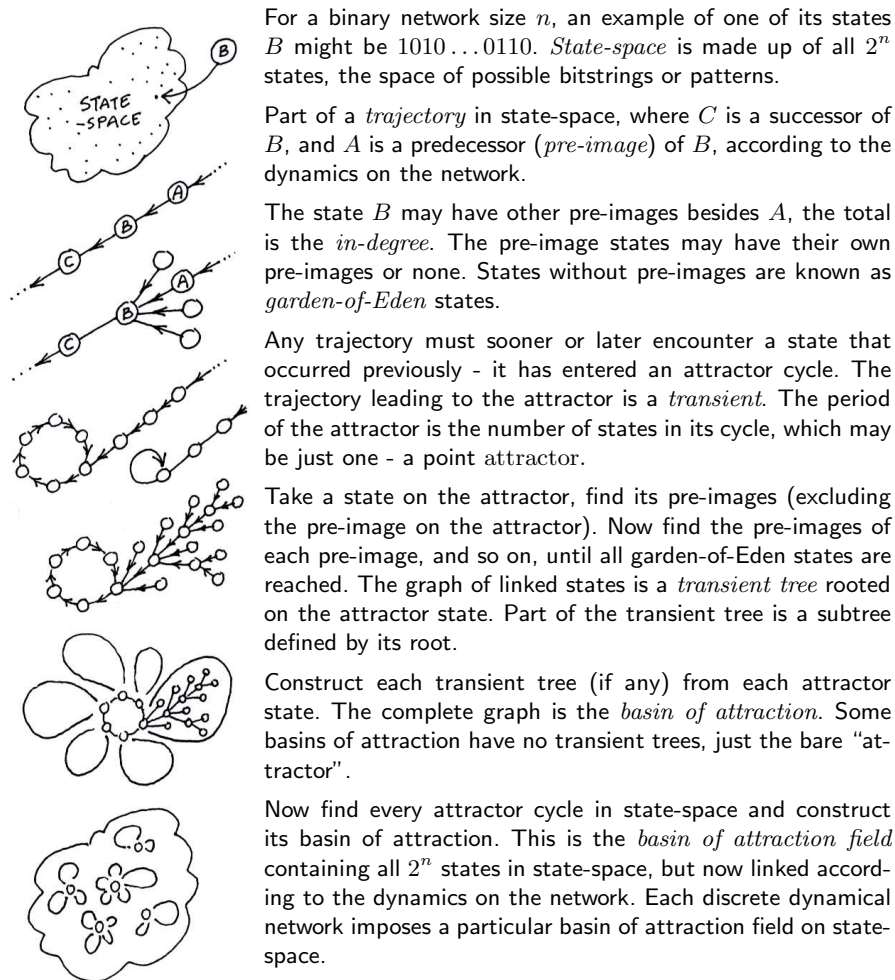 For a binary network size n, an example of one of its states
B might be 1010 . . . 0110. State-space is made up of all 2ⁿ
states, the space of possible bitstrings or patterns.
B
STATE
-SPACE
Part of a trajectory in state-space, where C is a successor of
B, and A is a predecessor (pre-image) of B, according to the
dynamics on the network.
A
B
C
The state B may have other pre-images besides A, the total
is the in-degree. The pre-image states may have their own
pre-images or none. States without pre-images are known as
garden-of-Eden states.
A
B
C
Any trajectory must sooner or later encounter a state that
occurred previously - it has entered an attractor cycle. The
trajectory leading to the attractor is a transient. The period
of the attractor is the number of states in its cycle, which may
be just one - a point attractor.
Take a state on the attractor, find its pre-images (excluding
the pre-image on the attractor). Now find the pre-images of
each pre-image, and so on, until all garden-of-Eden states are
reached. The graph of linked states is a transient tree rooted
on the attractor state. Part of the transient tree is a subtree
defined by its root.
Construct each transient tree (if any) from each attractor
state. The complete graph is the basin of attraction. Some
basins of attraction have no transient trees, just the bare “at-
tractor”.
Now find every attractor cycle in state-space and construct
its basin of attraction. This is the basin of attraction field
containing all 2ⁿ states in state-space, but now linked accord-
ing to the dynamics on the network. Each discrete dynamical
network imposes a particular basin of attraction field on state-
space.